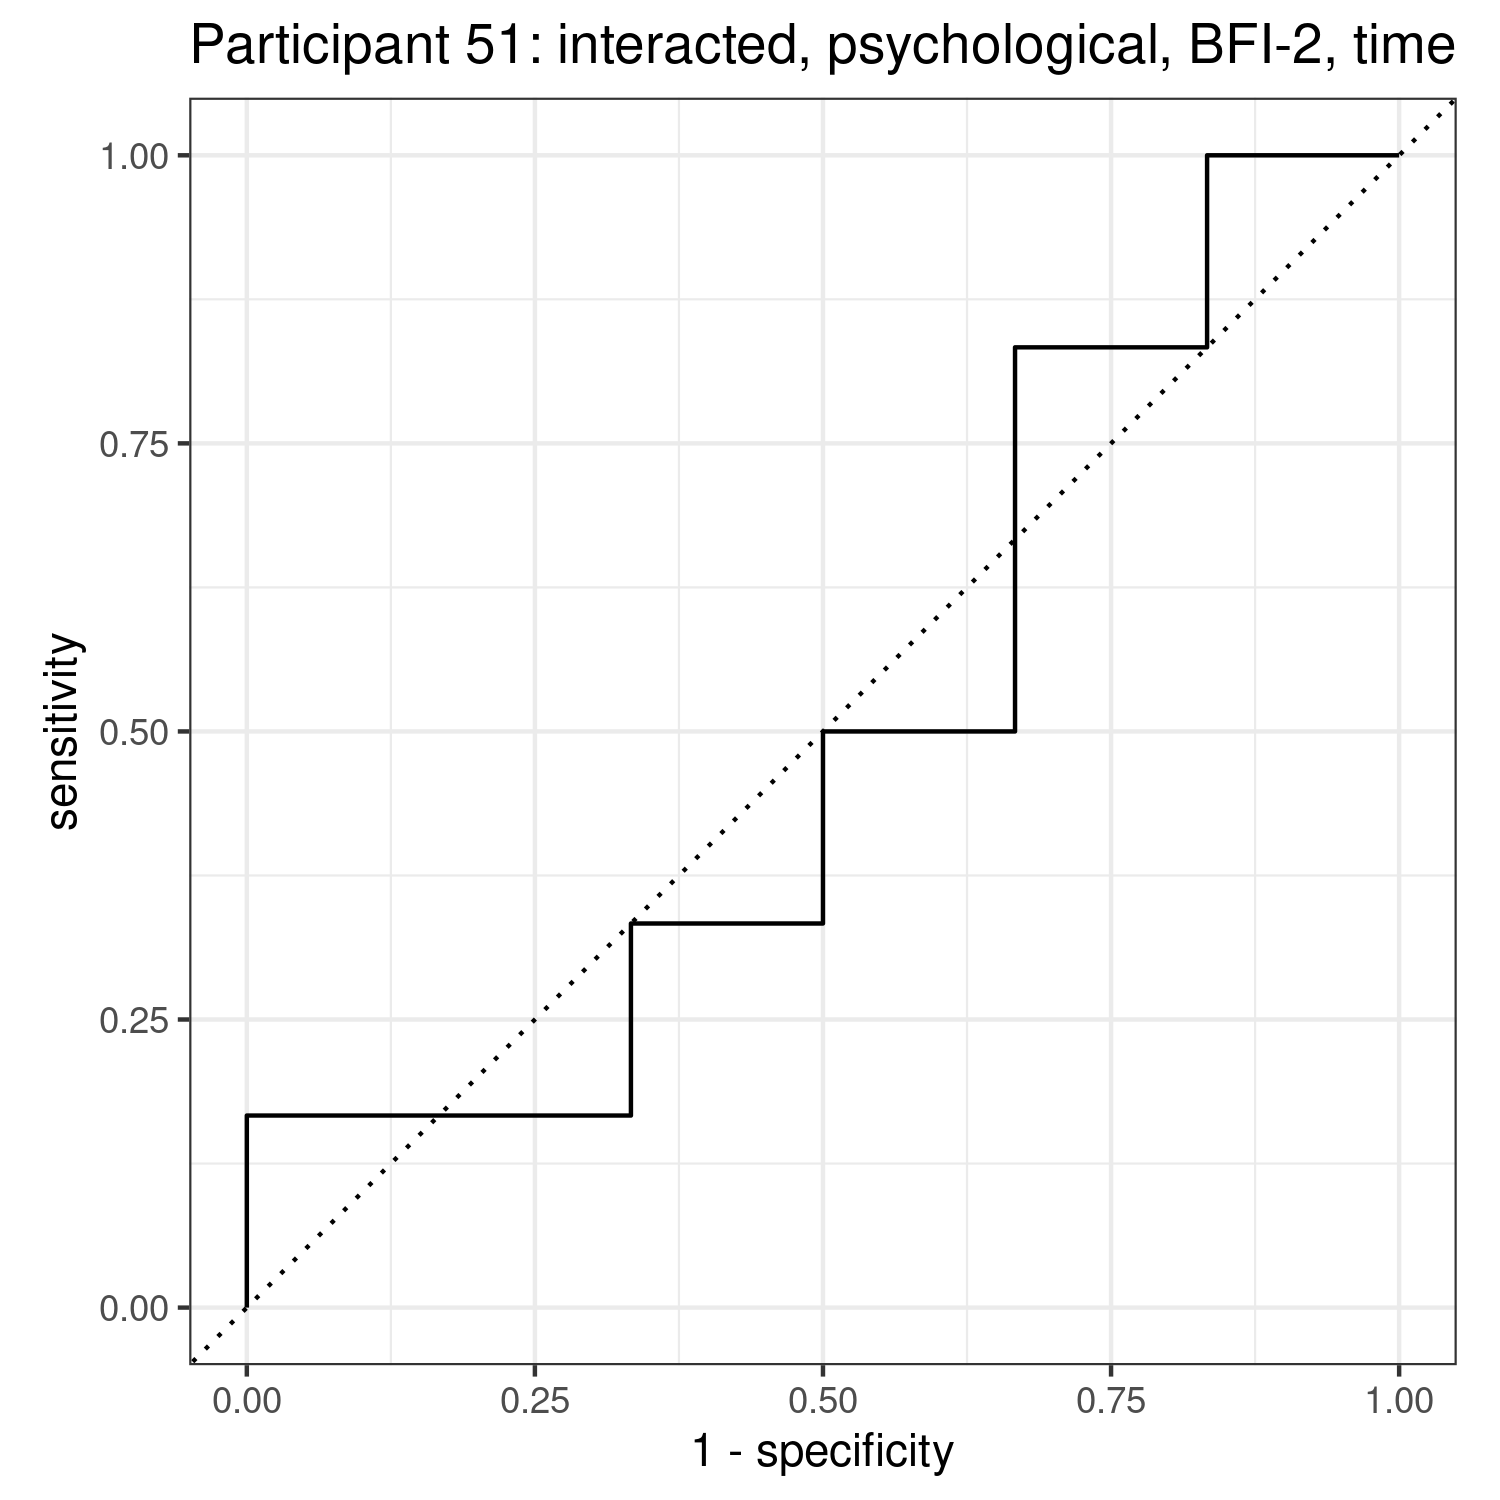 Participant 51: interacted, psychological, BFI-2, time
1.00
0.75
0.50
0.25
0.00
sensitivity
0.00 0.25 0.50 0.75 1.00
1 - specificity